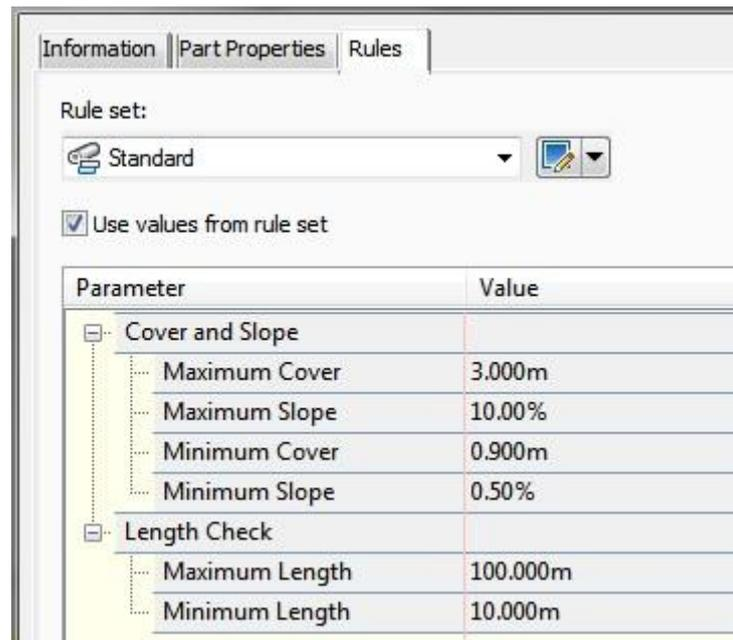 Information Part Properties Rules
Rule set:
Standard
Use values from rule set
Parameter Value
Cover and Slope
Maximum Cover 3.000m
Maximum Slope 10.00%
Minimum Cover 0.900m
Minimum Slope 0.50%
Length Check
Maximum Length 100.000m
Minimum Length 10.000m